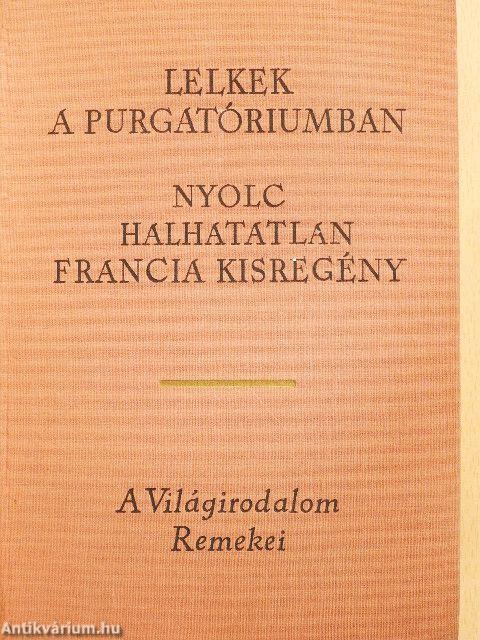 LELKEK
A PURGATÓRIUMBAN
NYOLC
HALHATATLAN
FRANCIA KISREGÉNY
A Világirodalom
Remekei
Antikvárium.hu